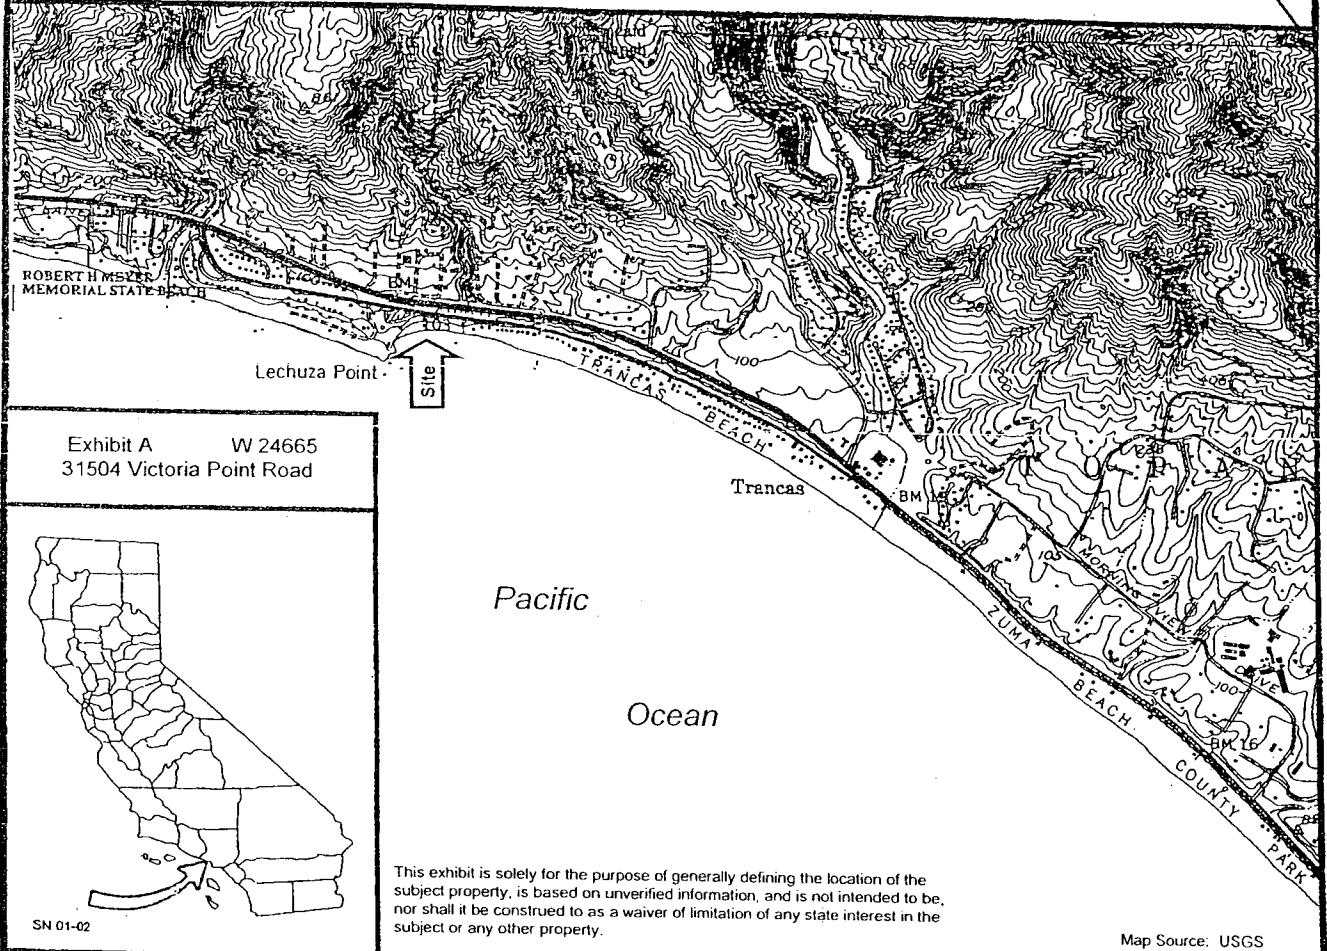 ROBERT H MEYER
MEMORIAL STATE BEACH
BM
Lechuza Point
Site
TRANCAS BEACH
100
Trancas
BM
105
MORNING VIEW DRIVE
100
BM 16
ZUMA BEACH COUNTY PARK
Exhibit A W 24665
31504 Victoria Point Road
Pacific
Ocean
SN 01-02
This exhibit is solely for the purpose of generally defining the location of the
subject property, is based on unverified information, and is not intended to be,
nor shall it be construed to as a waiver of limitation of any state interest in the
subject or any other property.
Map Source: USGS